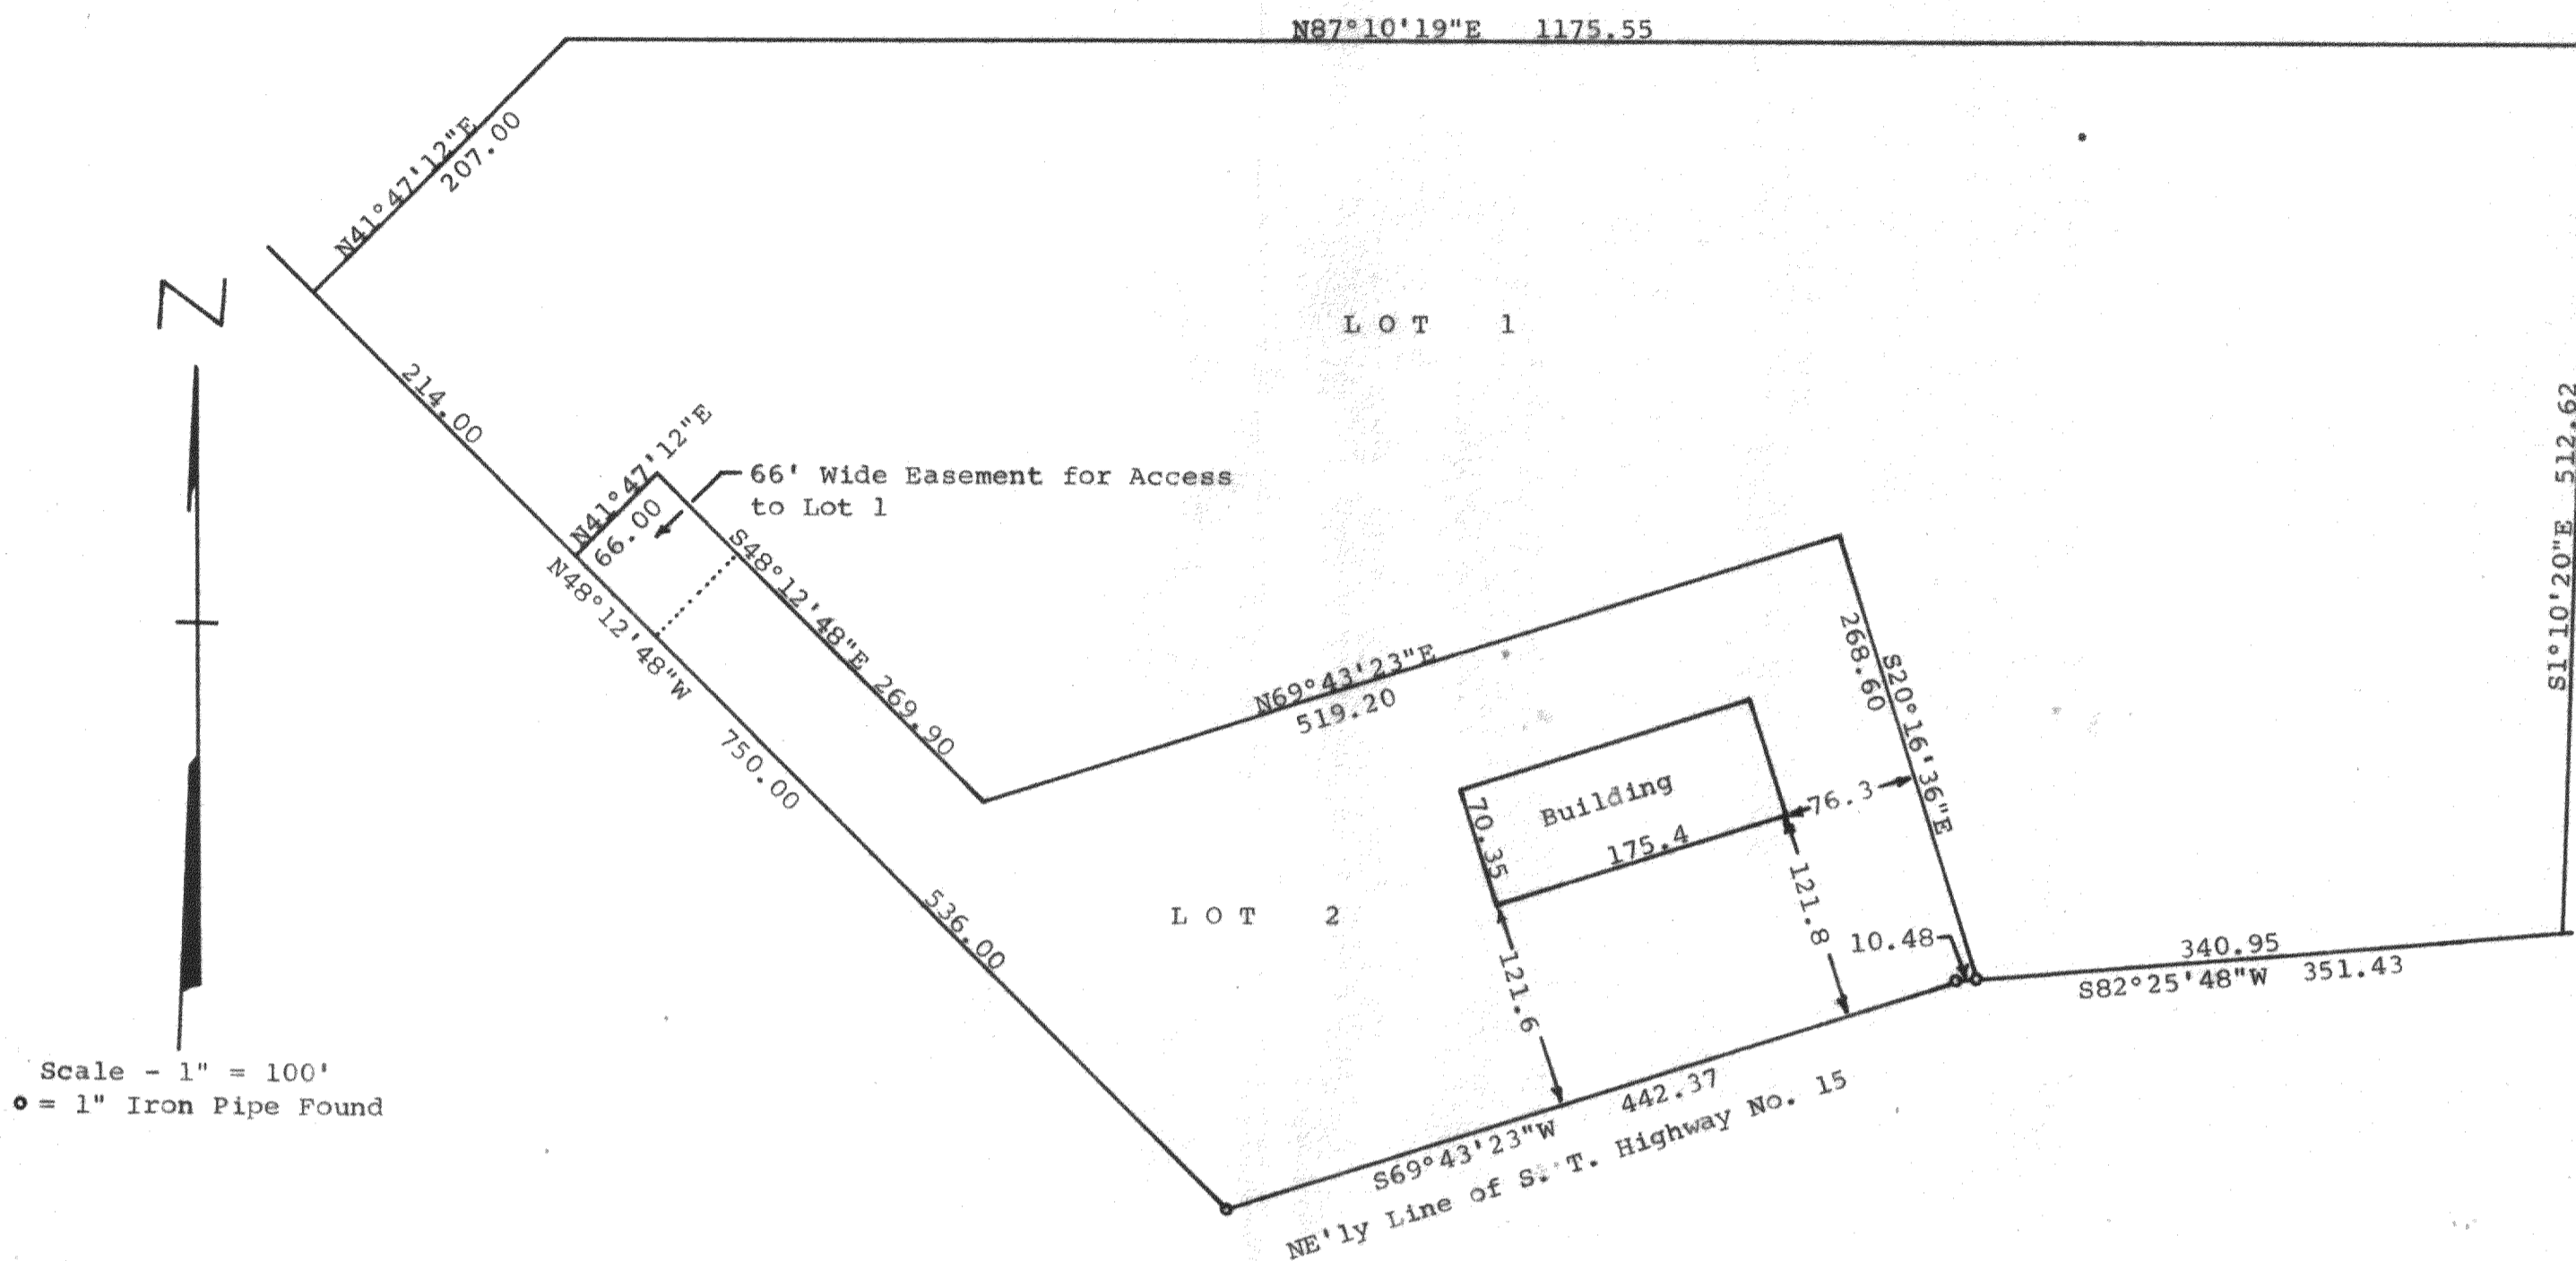 N87°10'19"E 1175.55
N41°47'12"E
207.00
N
LOT 1
214.00
N41°47'12"E
66.00
66' Wide Easement for Access
to Lot 1
S48°12'48"E 269.90
N48°12'48"W
750.00
536.00
N69°43'23"E
519.20
268.60
S20°16'36"E
S1°10'20"E 512.62
Building
70.35
175.4
76.3
121.8
121.6
LOT 2
10.48
340.95
S82°25'48"W 351.43
442.37
S69°43'23"W
NE'ly Line of S. T. Highway No. 15
Scale - 1" = 100'
= 1" Iron Pipe Found